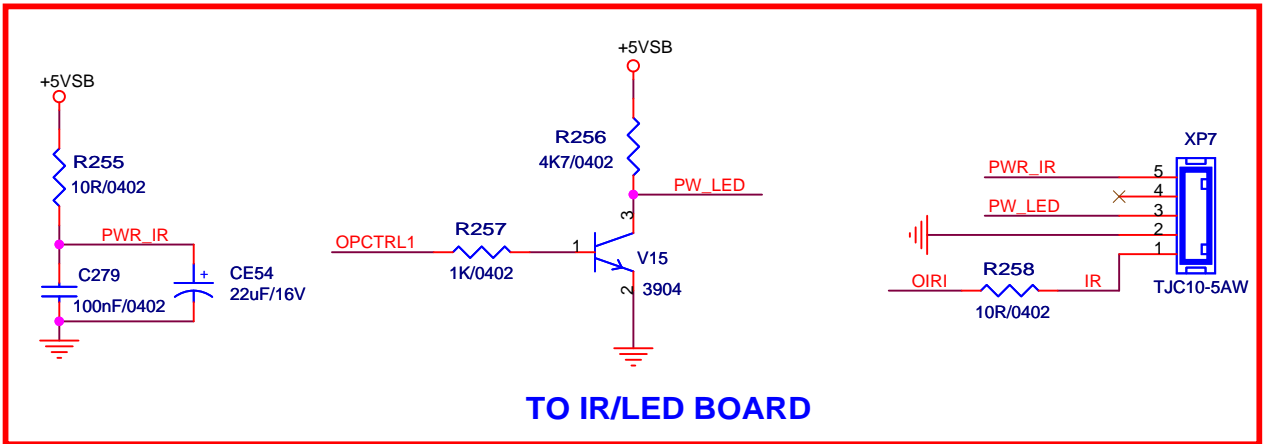 +5VSB
R255
10R/0402
PWR_IR
C279
100nF/0402
+
CE54
22uF/16V
+5VSB
R256
4K7/0402
PW_LED
OPCTRL1
R257
1K/0402
1
3
2
V15
3904
XP7
PWR_IR
5
4
PW_LED
3
2
1
OIRI
R258
10R/0402
IR
TJC10-5AW
TO IR/LED BOARD